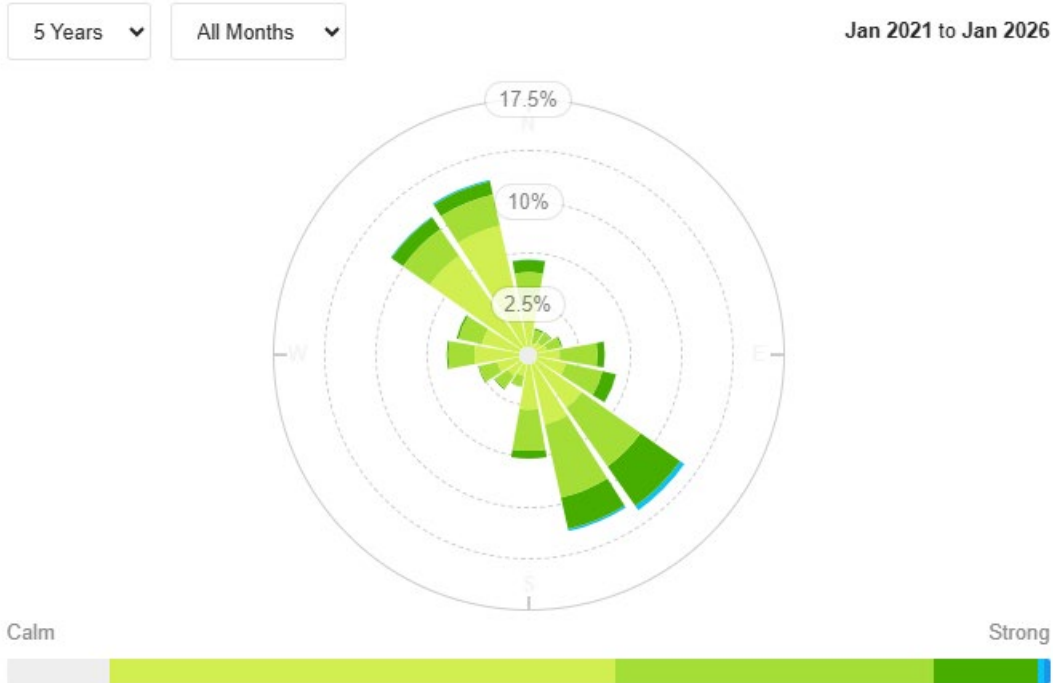 5 Years
All Months
Jan 2021 to Jan 2026
17.5%
N
10%
2.5%
W
E
S
Calm
Strong